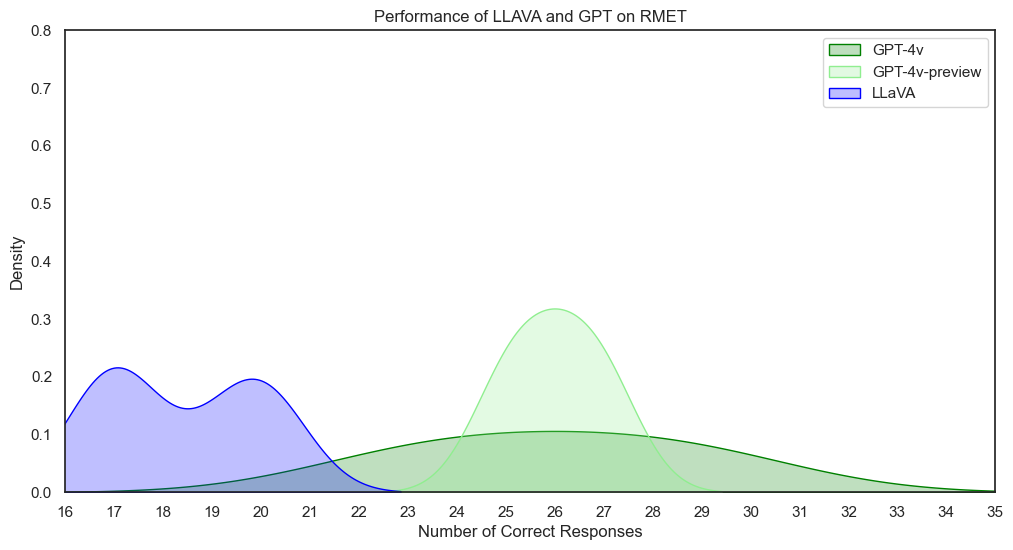 Performance of LLAVA and GPT on RMET
GPT-4v
GPT-4v-preview
LLaVA
Density
0.8
0.7
0.6
0.5
0.4
0.3
0.2
0.1
0.0
16 17 18 19 20 21 22 23 24 25 26 27 28 29 30 31 32 33 34 35
Number of Correct Responses